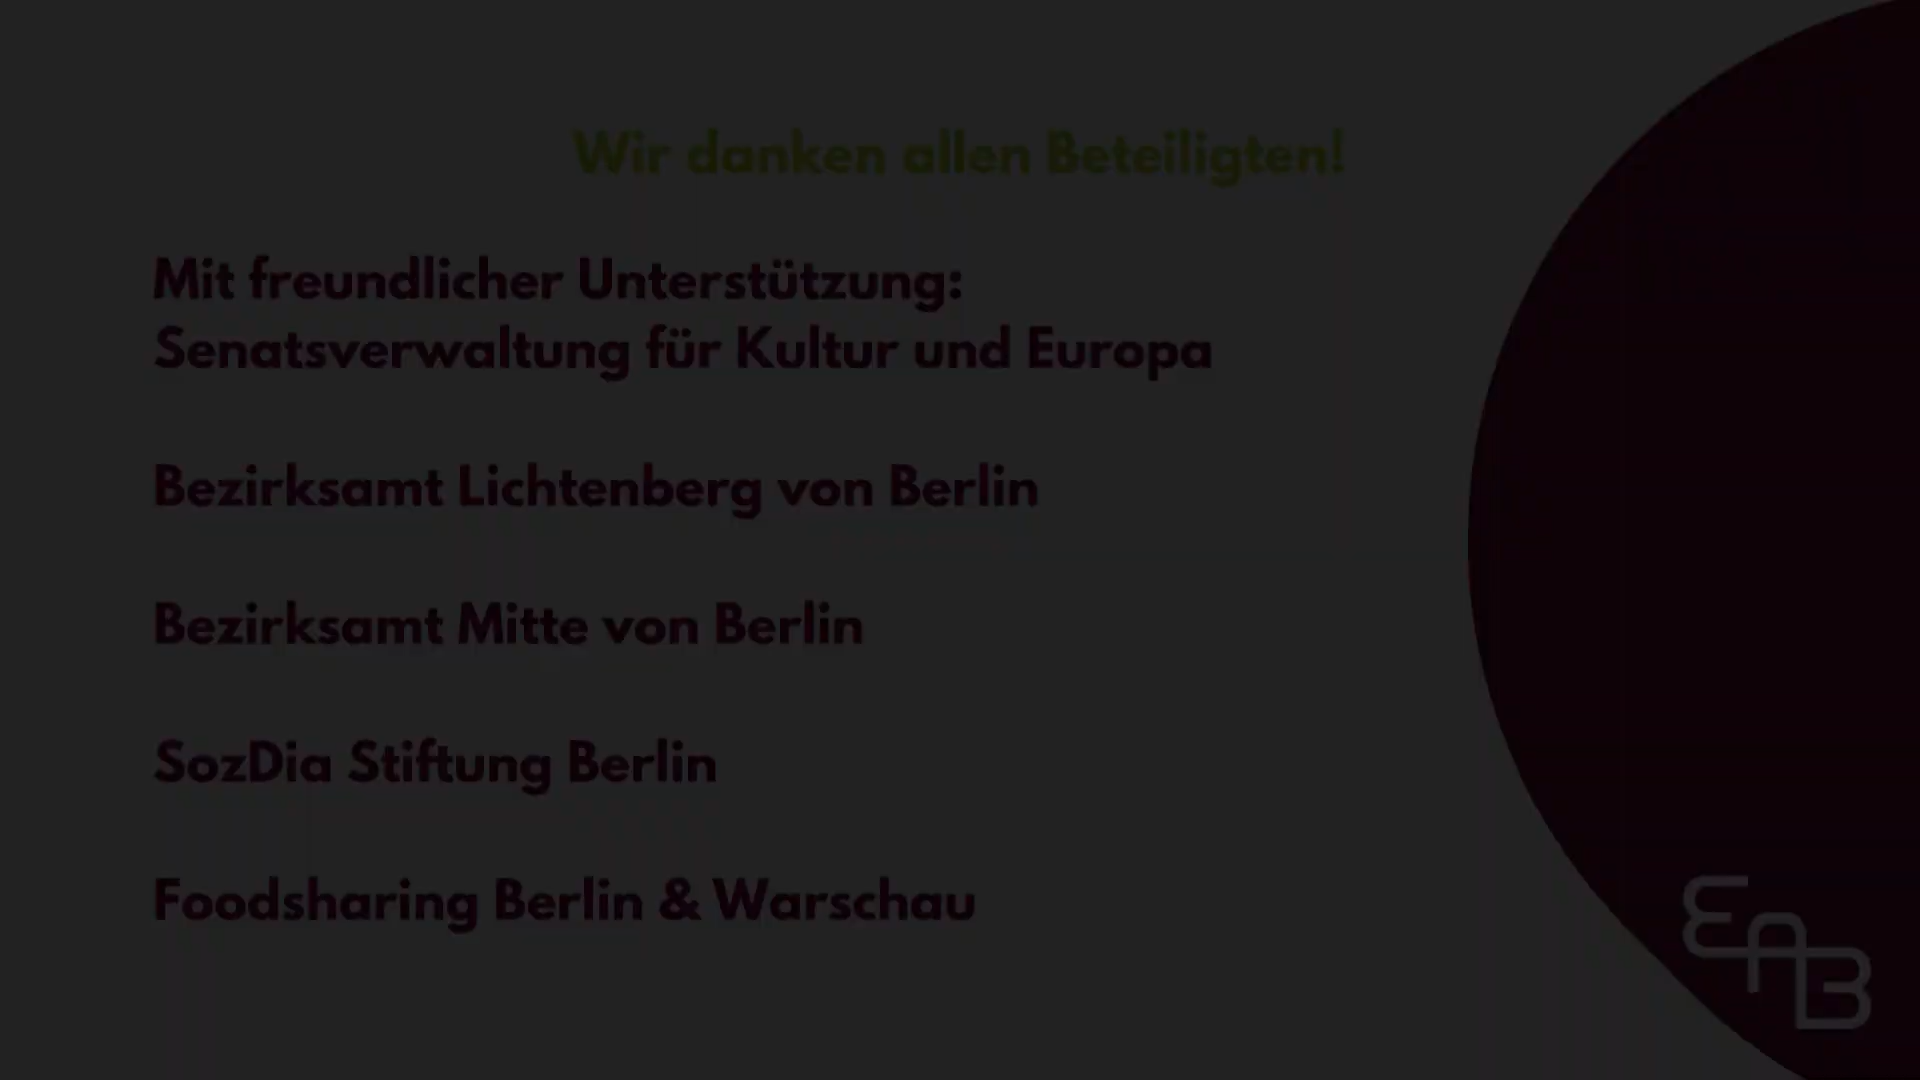 Wir danken allen Beteiligten!
Mit freundlicher Unterstützung:
Senatsverwaltung für Kultur und Europa
Bezirksamt Lichtenberg von Berlin
Bezirksamt Mitte von Berlin
SozDia Stiftung Berlin
Foodsharing Berlin & Warschau
EAB